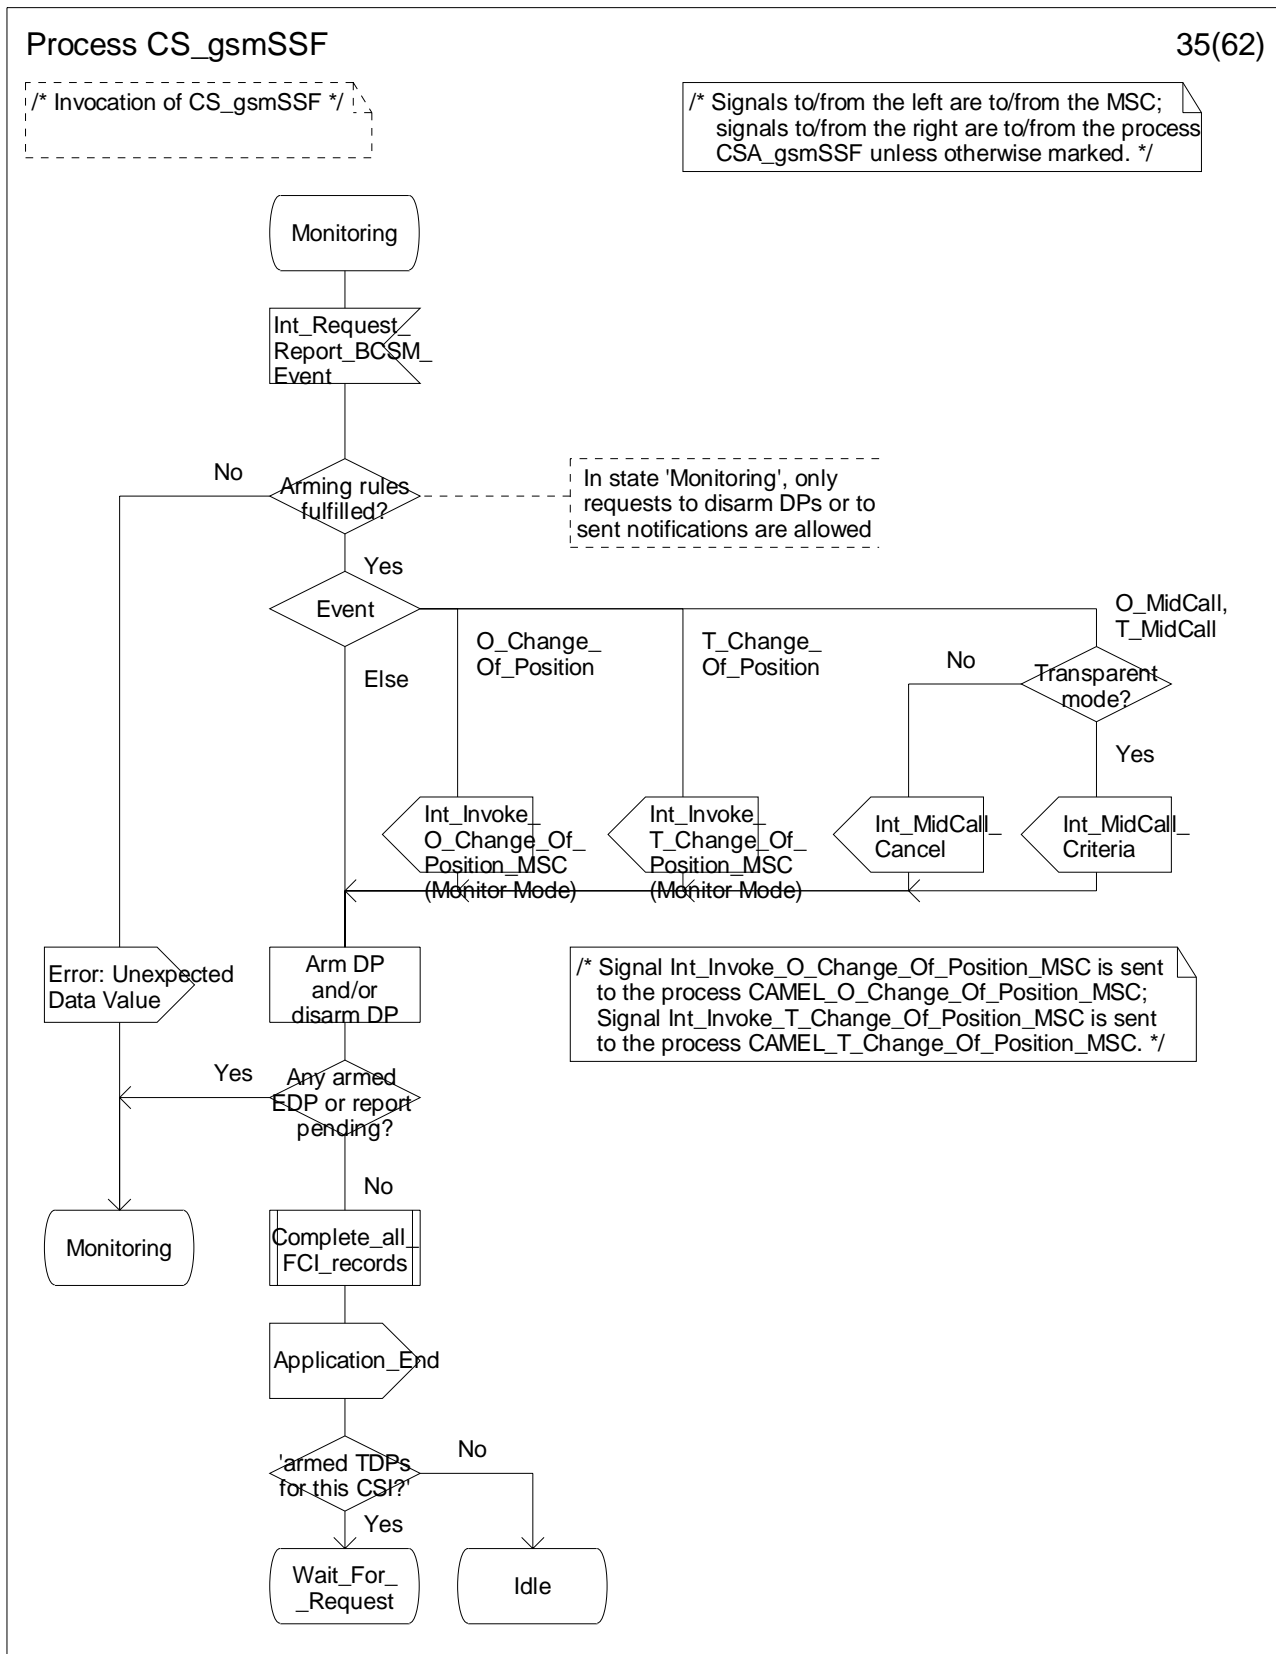 Process CS_gsmSSF
35(62)
/* Invocation of CS_gsmSSF */
/* Signals to/from the left are to/from the MSC;
signals to/from the right are to/from the process
CSA_gsmSSF unless otherwise marked. */
Monitoring
Int_Request_
Report_BCSM_
Event
No
Arming rules
fulfilled?
In state 'Monitoring', only
requests to disarm DPs or to
sent notifications are allowed
Yes
Event
O_Change_
Of_Position
T_Change_
Of_Position
O_MidCall,
T_MidCall
Else
No
Transparent
mode?
Yes
Int_Invoke_
O_Change_Of_
Position_MSC
(Monitor Mode)
Int_Invoke_
T_Change_Of_
Position_MSC
(Monitor Mode)
Int_MidCall_
Cancel
Int_MidCall_
Criteria
Error: Unexpected
Data Value
Arm DP
and/or
disarm DP
/* Signal Int_Invoke_O_Change_Of_Position_MSC is sent
to the process CAMEL_O_Change_Of_Position_MSC;
Signal Int_Invoke_T_Change_Of_Position_MSC is sent
to the process CAMEL_T_Change_Of_Position_MSC. */
Yes
Any armed
EDP or report
pending?
No
Monitoring
Complete_all_
FCI_records
Application_End
'armed TDPs
for this CSI?'
No
Yes
Wait_For_
_Request
Idle